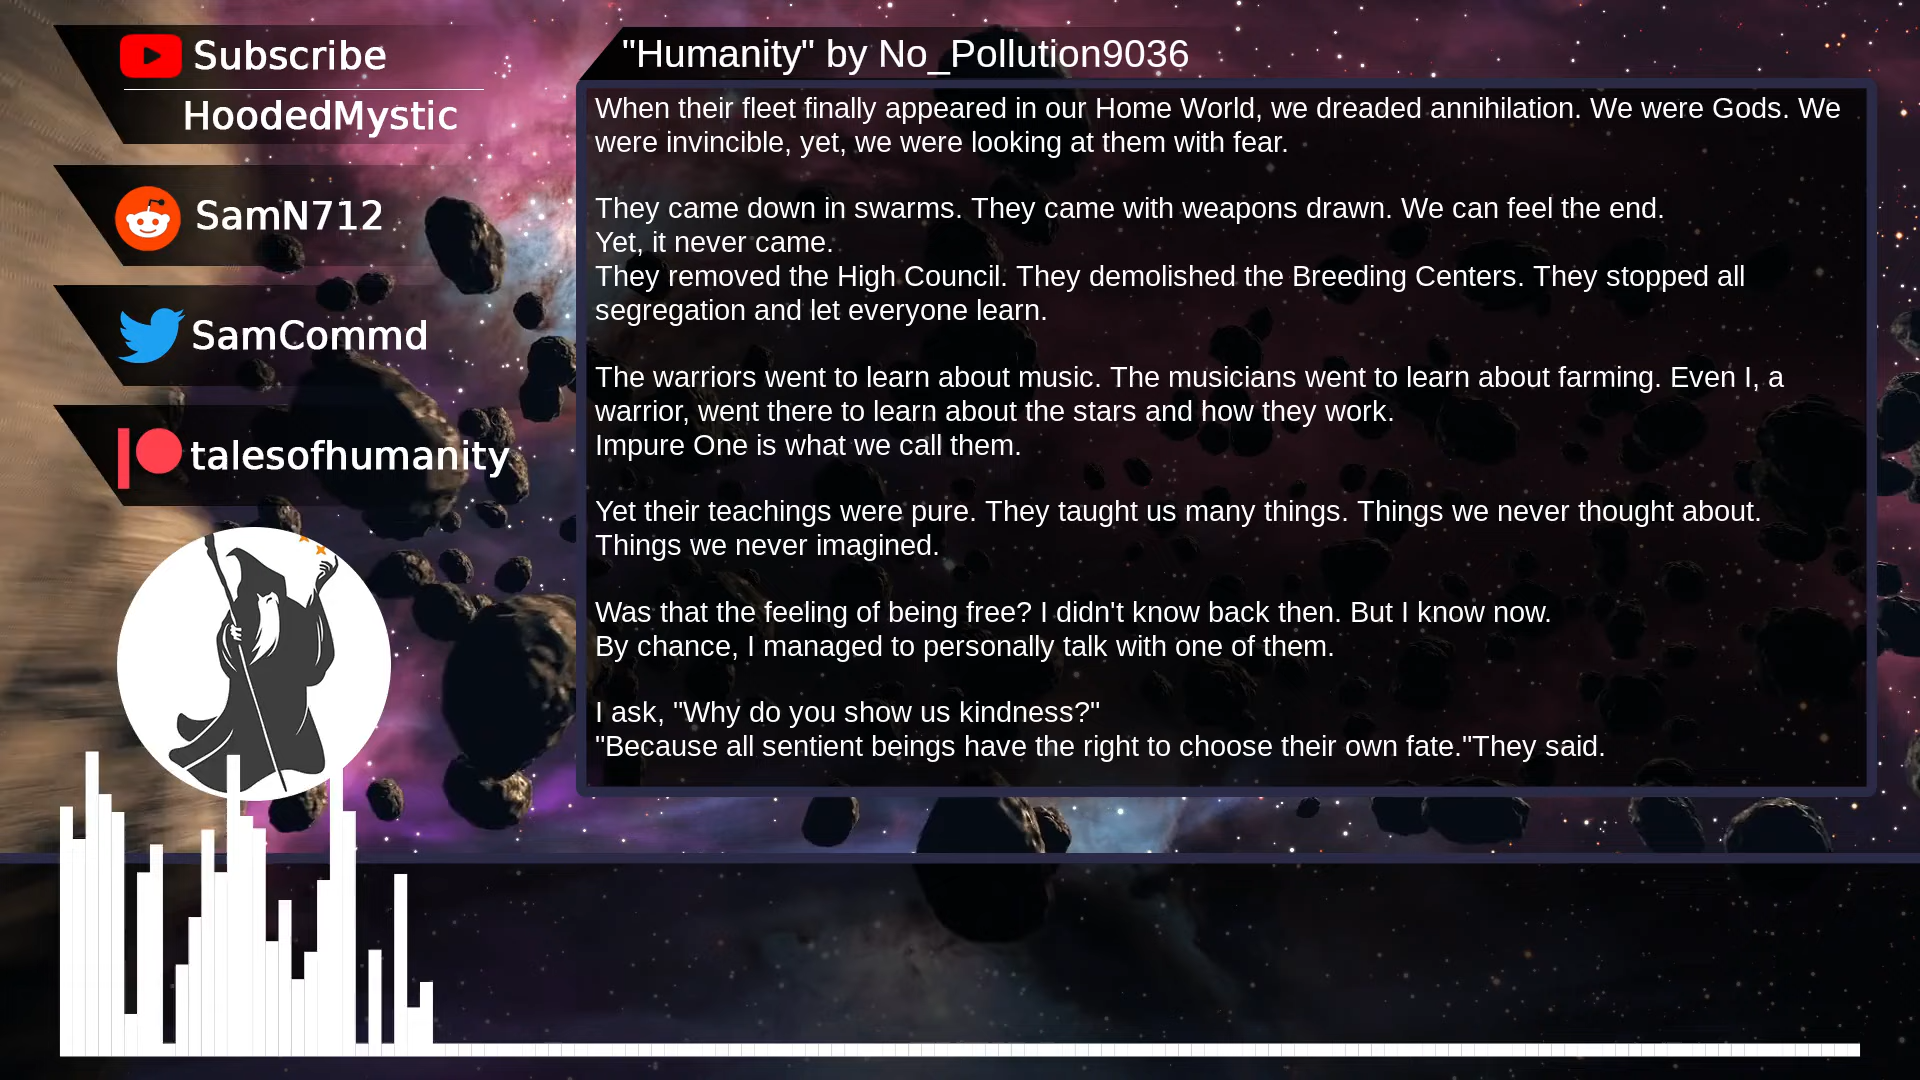 Subscribe
HoodedMystic
SamN712
SamCommd
talesofhumanity
"Humanity" by No_Pollution9036
When their fleet finally appeared in our Home World, we dreaded annihilation. We were Gods. We
were invincible, yet, we were looking at them with fear.
They came down in swarms. They came with weapons drawn. We can feel the end.
Yet, it never came.
They removed the High Council. They demolished the Breeding Centers. They stopped all
segregation and let everyone learn.
The warriors went to learn about music. The musicians went to learn about farming. Even I, a
warrior, went there to learn about the stars and how they work.
Impure One is what we call them.
Yet their teachings were pure. They taught us many things. Things we never thought about.
Things we never imagined.
Was that the feeling of being free? I didn't know back then. But I know now.
By chance, I managed to personally talk with one of them.
I ask, "Why do you show us kindness?"
"Because all sentient beings have the right to choose their own fate."They said.